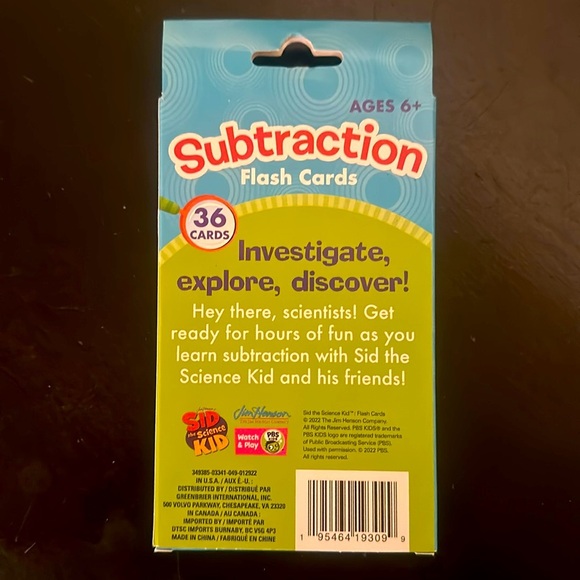 AGES 6+
Subtraction
Flash Cards
36
CARDS
Investigate,
explore, discover!
Hey there, scientists! Get
ready for hours of fun as you
learn subtraction with Sid the
Science Kid and his friends!
SiD
the Science
KiD
Jim Henson
Watch
& Play
PBS
KIDS
Sid the Science Kid™: Flash Cards
© 2022 The Jim Henson Company.
All Rights Reserved. PBS KIDS® and the
PBS KIDS logo are registered trademarks
of Public Broadcasting Service (PBS).
Used with permission. © 2022 PBS.
All rights reserved.
349385-03341-049-012922
IN U.S.A. / AUX É.-U. :
DISTRIBUTED BY / DISTRIBUÉ PAR
GREENBRIER INTERNATIONAL, INC.
500 VOLVO PARKWAY, CHESAPEAKE, VA 23320
IN CANADA / AU CANADA :
IMPORTED BY / IMPORTÉ PAR
DTSC IMPORTS BURNABY, BC V5G 4P3
MADE IN CHINA / FABRIQUÉ EN CHINE
1 95464 19309 9